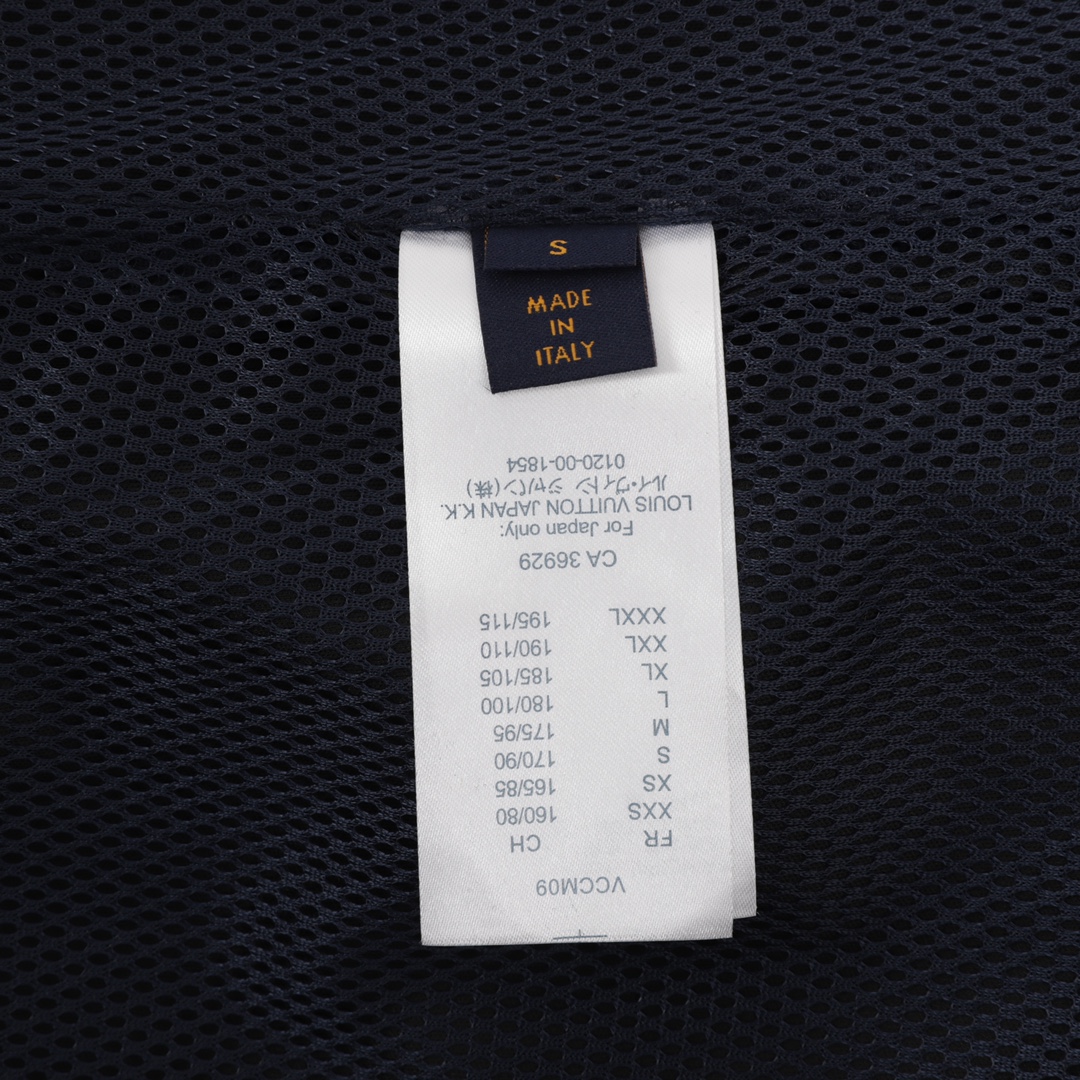 S
MADE
IN
ITALY
VCCM09
FR CH
XXS 160/80
XS 165/85
S 170/90
M 175/95
L 180/100
XL 185/105
XXL 190/110
XXXL 195/115
CA 36929
For Japan only:
LOUIS VUITTON JAPAN K.K.
ルイ・ヴィトン ジャパン(株)
0120-00-1854